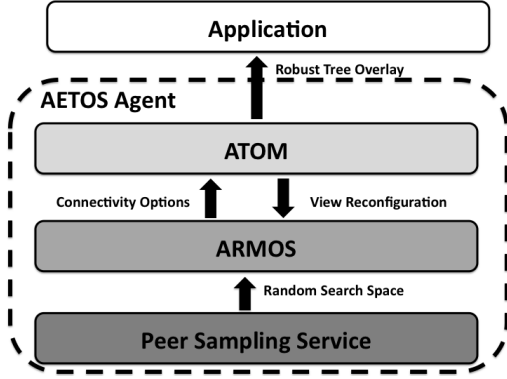 Application
Robust Tree Overlay
AETOS Agent
ATOM
Connectivity Options
View Reconfiguration
ARMOS
Random Search Space
Peer Sampling Service